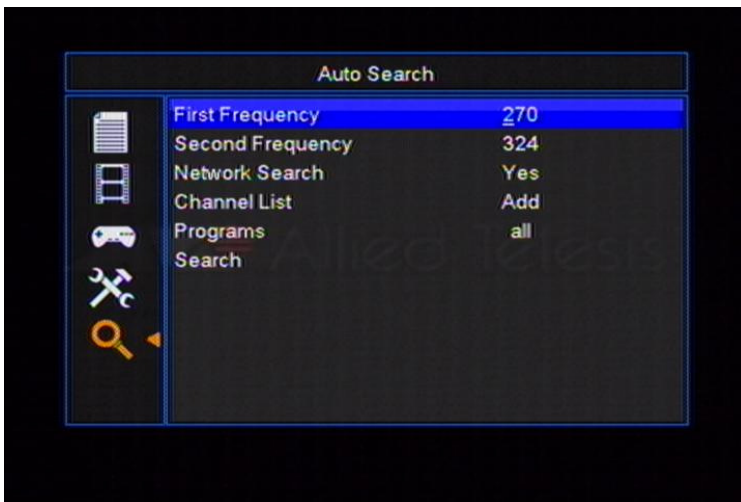 Auto Search
First Frequency 270
Second Frequency 324
Network Search Yes
Channel List Add
Programs all
Search
Allied Telesis